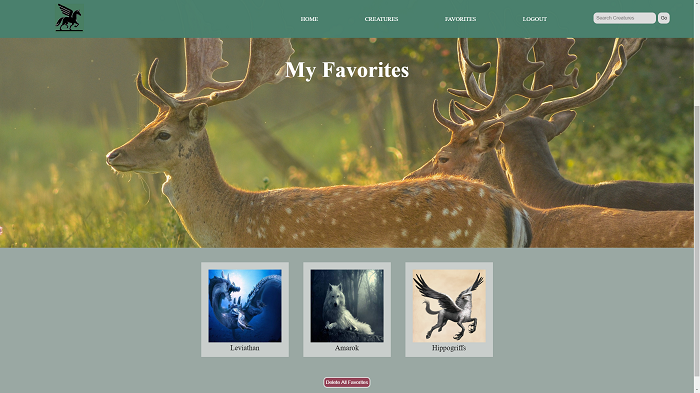 HOME
CREATURES
FAVORITES
LOGOUT
Search Creatures
Go
My Favorites
Leviathan
Amarok
Hippogriffs
Delete All Favorites